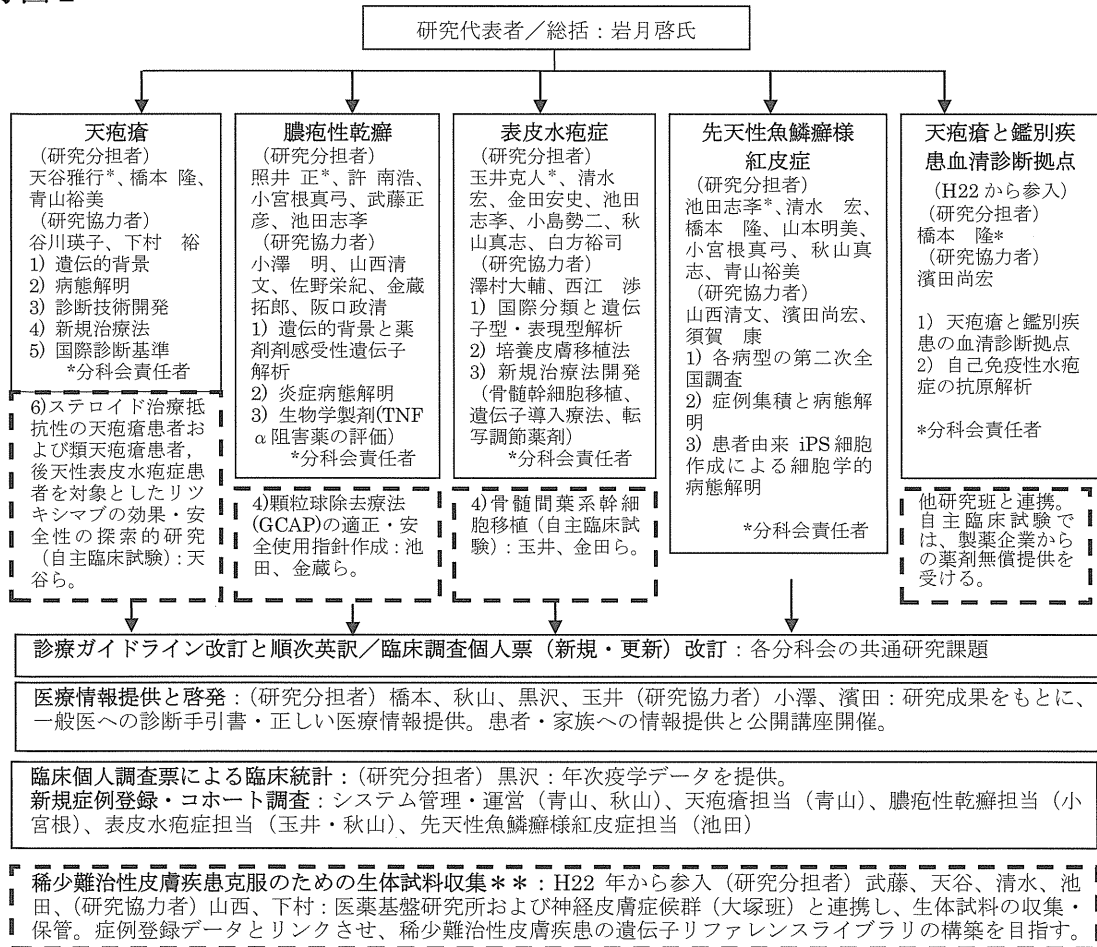 研究代表者／総括：岩月啓氏
天疱瘡
(研究分担者)
天谷雅行*、橋本 隆、
青山裕美
(研究協力者)
谷川瑛子、下村 裕
1) 遺伝的背景
2) 病態解明
3) 診断技術開発
4) 新規治療法
5) 国際診断基準
*分科会責任者
6)ステロイド治療抵
抗性の天疱瘡患者お
よび類天疱瘡患者,
後天性表皮水疱症患
者を対象としたリツ
キシマブの効果・安
全性の探索的研究
（自主臨床試験）：天
谷ら。
膿疱性乾癬
(研究分担者)
照井 正*、許 南浩、
小宮根真弓、武藤正
彦、池田志孝
(研究協力者)
小澤 明、山西清
文、佐野栄紀、金蔵
拓郎、阪口政清
1) 遺伝的背景と薬
剤剤感受性遺伝子
解析
2) 炎症病態解明
3) 生物学製剤(TNF
α阻害薬の評価)
*分科会責任者
4)顆粒球除去療法
(GCAP)の適正・安
全使用指針作成：池
田、金蔵ら。
表皮水疱症
(研究分担者)
玉井克人*、清水
宏、金田安史、池田
志孝、小島勢二、秋
山真志、白方裕司
(研究協力者)
澤村大輔、西江 渉
1) 国際分類と遺伝
子型・表現型解析
2) 培養皮膚移植法
3) 新規治療法開発
（骨髄幹細胞移植、
遺伝子導入療法、転
写調節薬剤）
*分科会責任者
4)骨髄間葉系幹細
胞移植（自主臨床試
験）：玉井、金田ら。
先天性魚鱗癬様
紅皮症
(研究分担者)
池田志孝*、清水 宏、
橋本 隆、山本明美、
小宮根真弓、秋山真
志、青山裕美
(研究協力者)
山西清文、濱田尚宏、
須賀 康
1) 各病型の第二次全
国調査
2) 症例集積と病態解
明
3) 患者由来 iPS 細胞
作成による細胞学的
病態解明
*分科会責任者
天疱瘡と鑑別疾
患血清診断拠点
(H22 から参入)
(研究分担者)
橋本 隆*
(研究協力者)
濱田尚宏
1) 天疱瘡と鑑別疾
患の血清診断拠点
2) 自己免疫性水疱
症の抗原解析
*分科会責任者
他研究班と連携。
自主臨床試験で
は、製薬企業から
の薬剤無償提供を
受ける。
診療ガイドライン改訂と順次英訳／臨床調査個人票（新規・更新）改訂：各分科会の共通研究課題
医療情報提供と啓発：(研究分担者) 橋本、秋山、黒沢、玉井（研究協力者）小澤、濱田：研究成果をもとに、
一般医への診断手引書・正しい医療情報提供。患者・家族への情報提供と公開講座開催。
臨床個人調査票による臨床統計：(研究分担者) 黒沢：年次疫学データを提供。
新規症例登録・コホート調査：システム管理・運営（青山、秋山）、天疱瘡担当（青山）、膿疱性乾癬担当（小
宮根）、表皮水疱症担当（玉井・秋山）、先天性魚鱗癬様紅皮症担当（池田）
稀少難治性皮膚疾患克服のための生体試料収集＊＊：H22 年から参入（研究分担者）武藤、天谷、清水、池
田、(研究協力者) 山西、下村：医薬基盤研究所および神経皮膚症候群（大塚班）と連携し、生体試料の収集・
保管。症例登録データとリンクさせ、稀少難治性皮膚疾患の遺伝子リファレンスライブラリの構築を目指す。